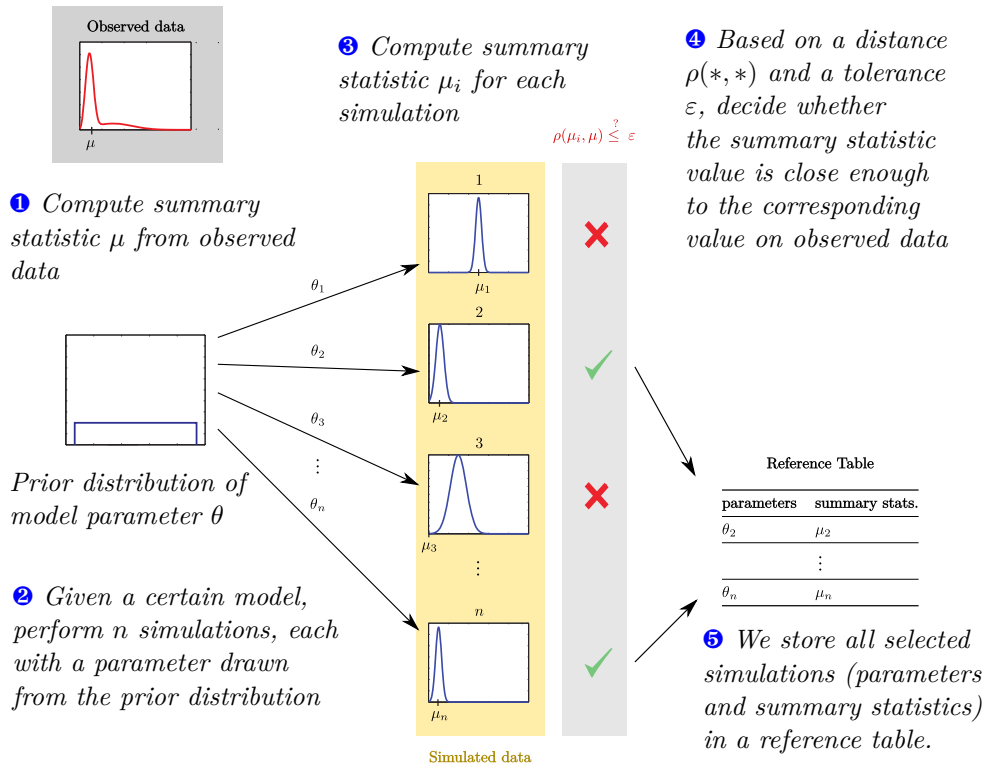 Observed data
μ
❶ Compute summary
statistic μ from observed
data
Prior distribution of
model parameter θ
❷ Given a certain model,
perform n simulations, each
with a parameter drawn
from the prior distribution
θ₁
θ₂
θ₃
⋮
θₙ
❸ Compute summary
statistic μᵢ for each
simulation
1
μ₁
2
μ₂
3
μ₃
⋮
n
μₙ
Simulated data
ρ(μᵢ, μ) ≤? ε
❹ Based on a distance
ρ(∗, ∗) and a tolerance
ε, decide whether
the summary statistic
value is close enough
to the corresponding
value on observed data
Reference Table
parameters summary stats.
θ₂ μ₂
⋮
θₙ μₙ
❺ We store all selected
simulations (parameters
and summary statistics)
in a reference table.